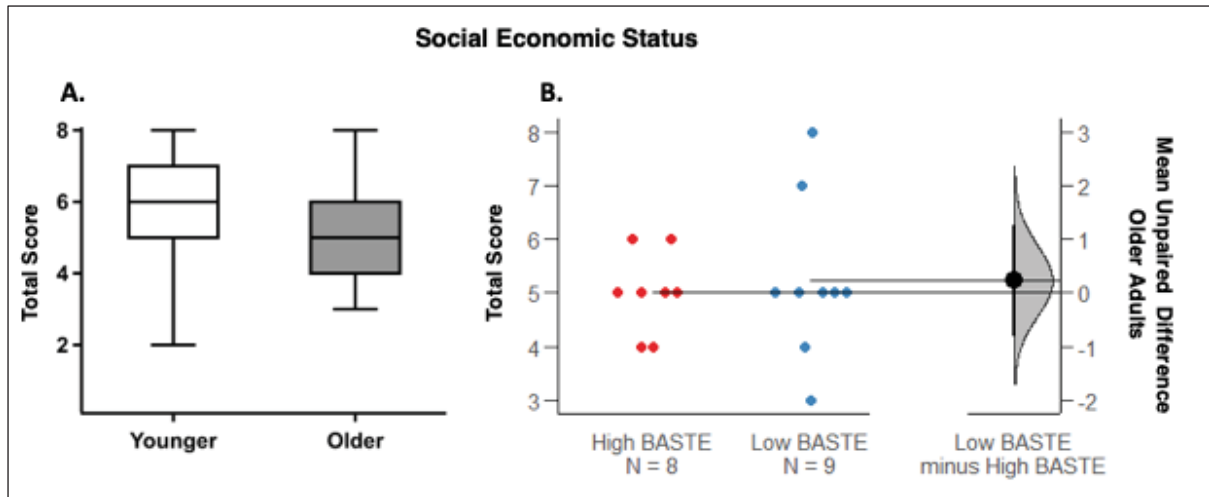 Social Economic Status
A.
Total Score
8
6
4
2
Younger Older
B.
Total Score
8
7
6
5
4
3
High BASTE
N = 8
Low BASTE
N = 9
Low BASTE
minus High BASTE
3
2
1
0
-1
-2
Mean Unpaired Difference
Older Adults